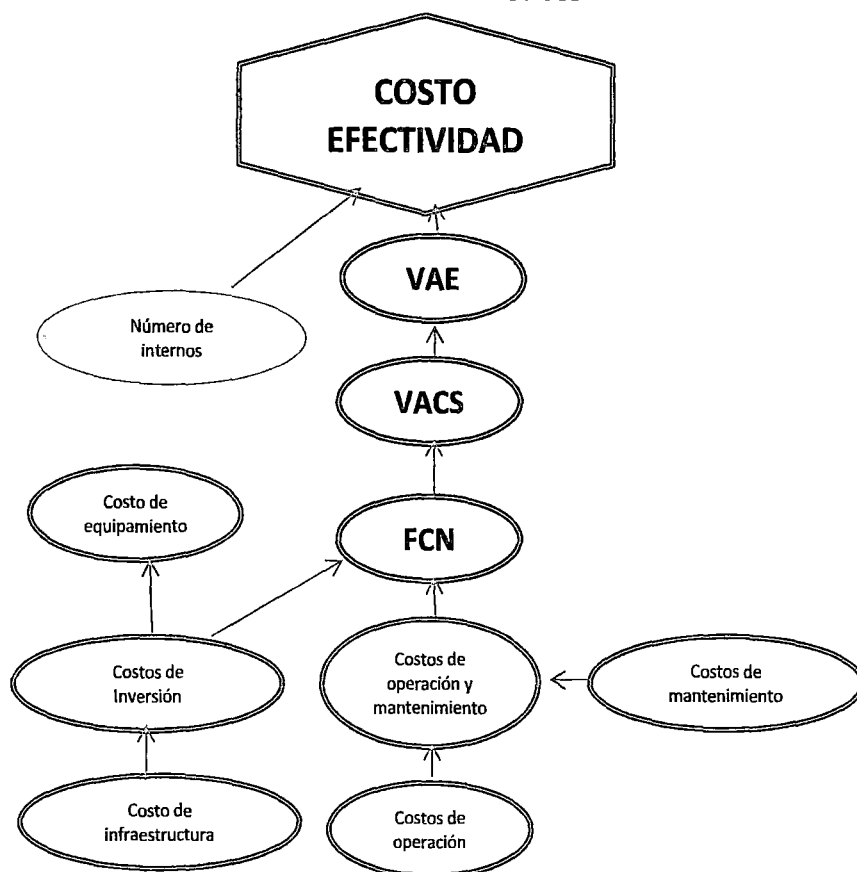 COSTO
EFECTIVIDAD
VAE
Número de
internos
VACS
Costo de
equipamiento
FCN
Costos de
Inversión
Costos de
operación y
mantenimiento
Costos de
mantenimiento
Costo de
infraestructura
Costos de
operación